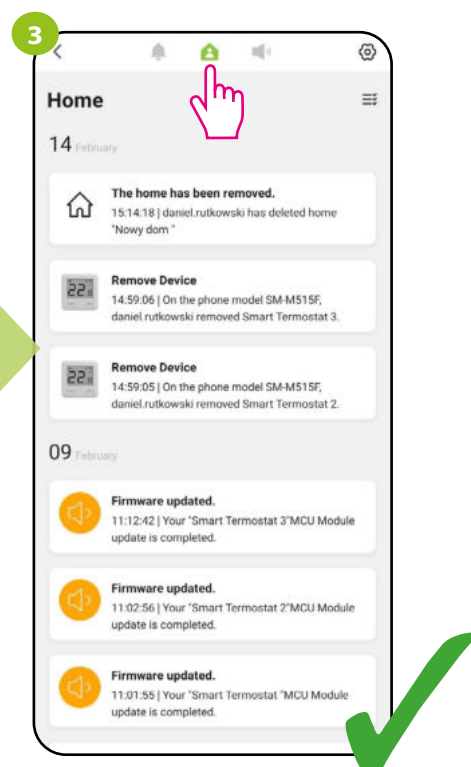 3
Home
14 February
The home has been removed.
15:14:18 | daniel.rutkowski has deleted home
"Nowy dom "
Remove Device
14:59:06 | On the phone model SM-M515F,
daniel.rutkowski removed Smart Termostat 3.
Remove Device
14:59:05 | On the phone model SM-M515F,
daniel.rutkowski removed Smart Termostat 2.
09 February
Firmware updated.
11:12:42 | Your "Smart Termostat 3"MCU Module
update is completed.
Firmware updated.
11:02:56 | Your "Smart Termostat 2"MCU Module
update is completed.
Firmware updated.
11:01:55 | Your "Smart Termostat "MCU Module
update is completed.